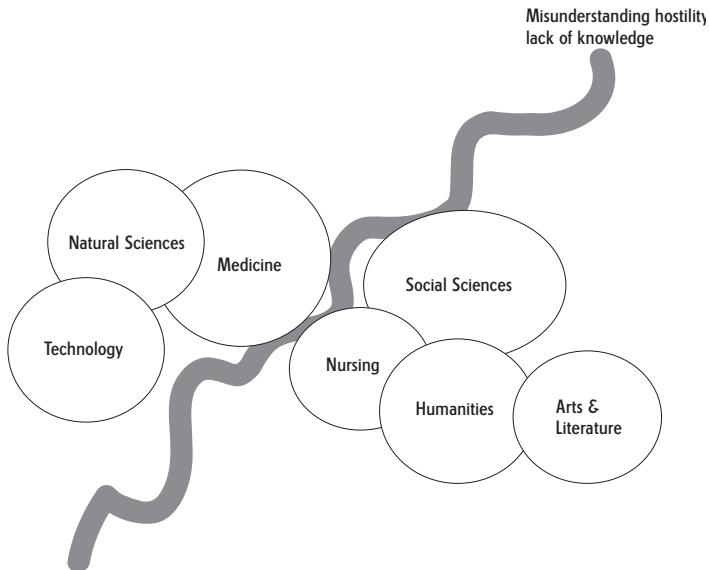 Misunderstanding hostility
lack of knowledge
Natural Sciences
Medicine
Social Sciences
Technology
Nursing
Humanities
Arts &
Literature